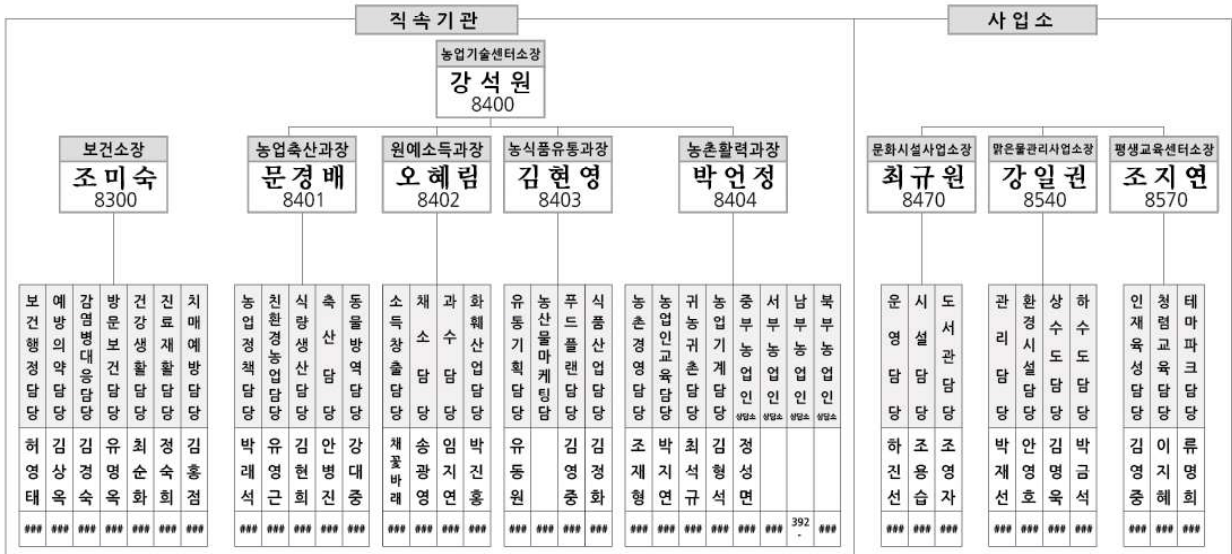 직속기관
사업소
농업기술센터소장
강석원
8400
보건소장
조미숙
8300
농업축산과장
문경배
8401
원예소득과장
오혜림
8402
농식품유통과장
김현영
8403
농촌활력과장
박언정
8404
문화시설사업소장
최규원
8470
맑은물관리사업소장
강일권
8540
평생교육센터소장
조지연
8570
보건행정담당
허영태
###
예방의약담당
김상옥
###
감염병대응담당
김경숙
###
방문보건담당
유명옥
###
건강생활담당
최순화
###
진료재활담당
정숙희
###
치매예방담당
김홍점
###
농업정책담당
박래석
###
친환경농업담당
유영근
###
식량생산담당
김현희
###
축산담당
안병진
###
동물방역담당
강대중
###
소득창출담당
채꽃바래
###
채소담당
송광영
###
과수담당
임지연
###
화훼산업담당
박진홍
###
유통기획담당
유동원
###
농산물마케팅담
###
푸드플랜담당
김영중
###
식품산업담당
김정화
###
농촌경영담당
조재형
###
농업인교육담당
박지연
###
귀농귀촌담당
최석규
###
농업기계담당
김형석
###
중부농업인
상담소
정성면
###
서부농업인
상담소
###
남부농업인
상담소
392
-
북부농업인
상담소
###
운영담당
하진선
###
시설담당
조용습
###
도서관담당
조영자
###
관리담당
박재선
###
환경시설담당
안영호
###
상수도담당
김명욱
###
하수도담당
박금석
###
인재육성담당
김영중
###
청렴교육담당
이지혜
###
테마파크담당
류명희
###